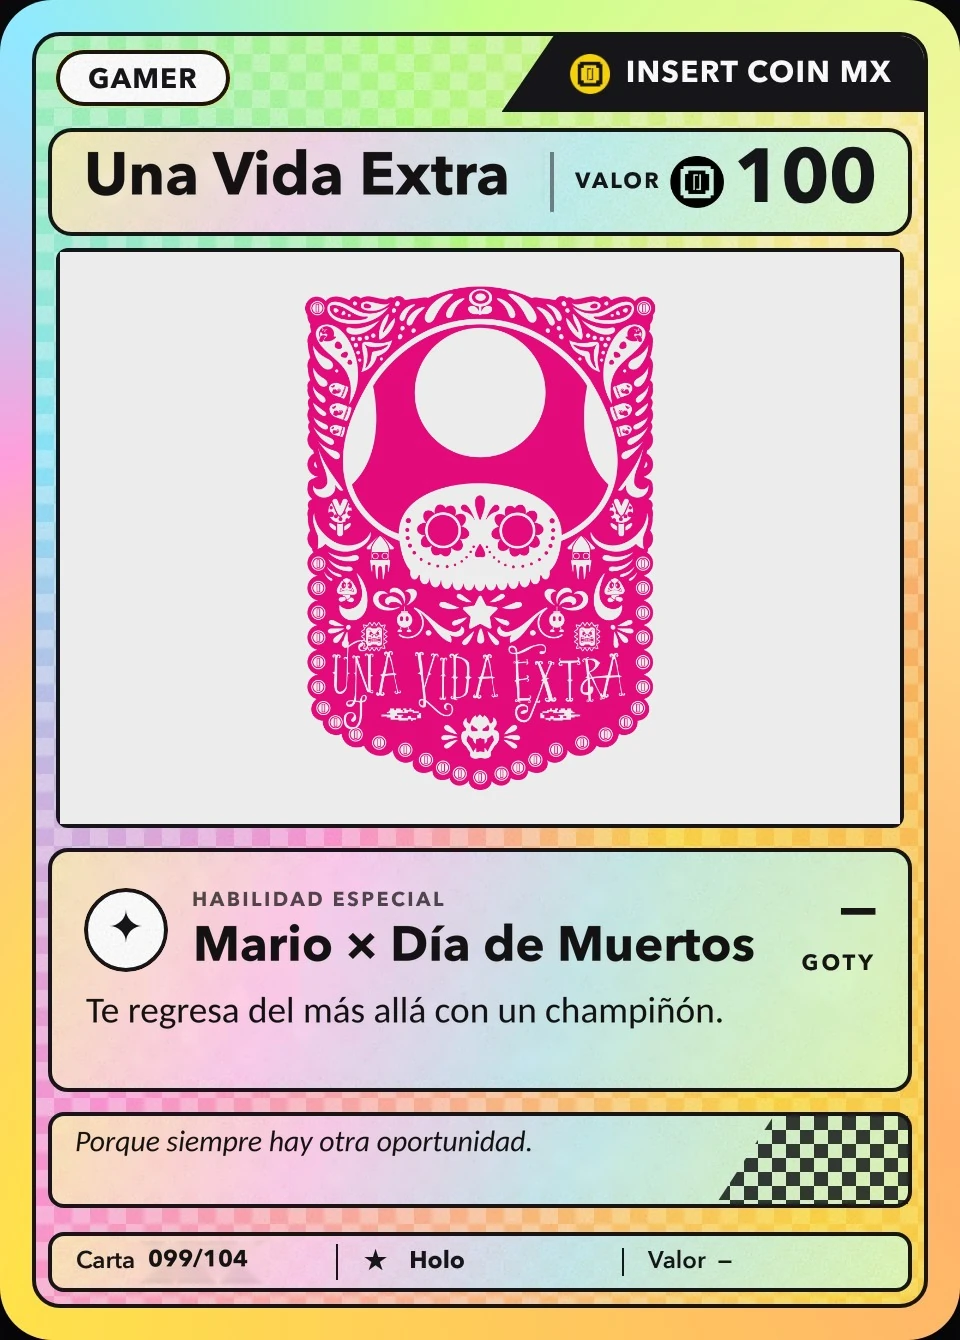 GAMER
INSERT COIN MX
Una Vida Extra
VALOR 100
UNA VIDA EXTRA
HABILIDAD ESPECIAL
Mario × Día de Muertos
–
GOTY
Te regresa del más allá con un champiñón.
Porque siempre hay otra oportunidad.
Carta 099/104 ★ Holo Valor –